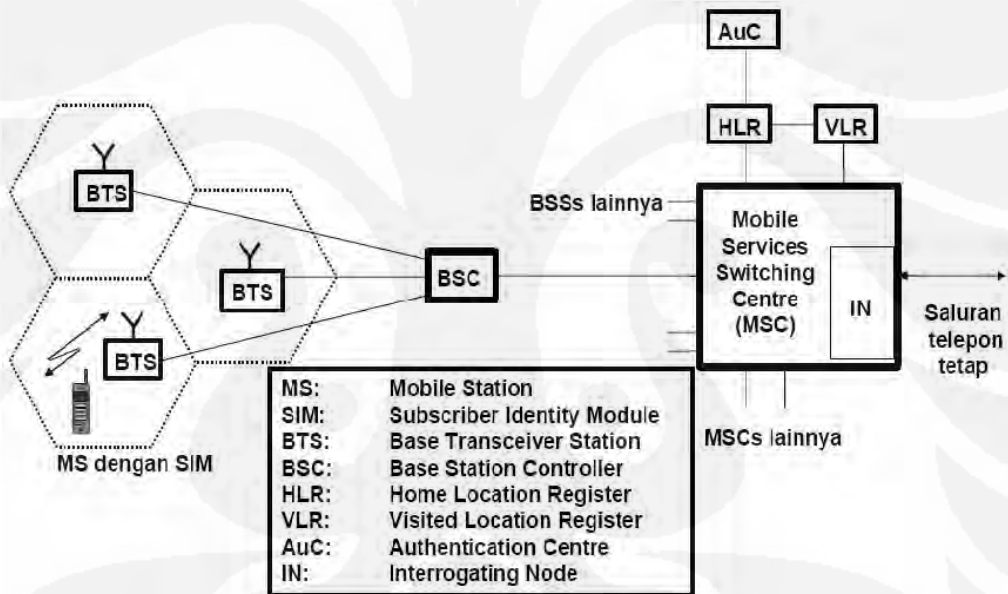 AuC
HLR
VLR
BTS
BSSs lainnya
Mobile
Services
Switching
Centre
(MSC)
IN
BTS
BSC
Saluran
telepon
tetap
BTS
MS dengan SIM
MSCs lainnya
MS: Mobile Station
SIM: Subscriber Identity Module
BTS: Base Transceiver Station
BSC: Base Station Controller
HLR: Home Location Register
VLR: Visited Location Register
AuC: Authentication Centre
IN: Interrogating Node